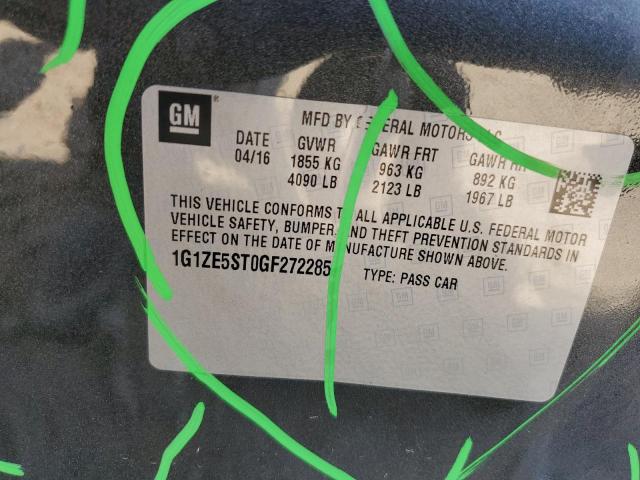 GM
MFD BY GENERAL MOTORS LLC
DATE GVWR GAWR FRT GAWR RR
04/16 1855 KG 963 KG 892 KG
4090 LB 2123 LB 1967 LB
THIS VEHICLE CONFORMS TO ALL APPLICABLE U.S. FEDERAL MOTOR
VEHICLE SAFETY, BUMPER, AND THEFT PREVENTION STANDARDS IN
EFFECT ON THE DATE OF MANUFACTURE SHOWN ABOVE.
1G1ZE5ST0GF272285 TYPE: PASS CAR